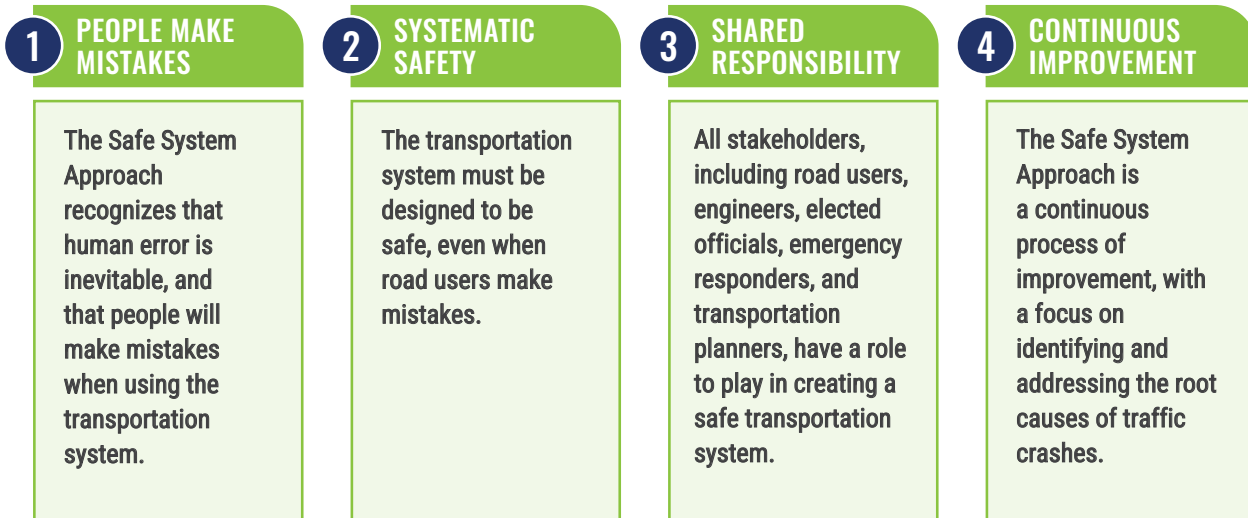 1
PEOPLE MAKE
MISTAKES
The Safe System
Approach
recognizes that
human error is
inevitable, and
that people will
make mistakes
when using the
transportation
system.
2
SYSTEMATIC
SAFETY
The transportation
system must be
designed to be
safe, even when
road users make
mistakes.
3
SHARED
RESPONSIBILITY
All stakeholders,
including road users,
engineers, elected
officials, emergency
responders, and
transportation
planners, have a role
to play in creating a
safe transportation
system.
4
CONTINUOUS
IMPROVEMENT
The Safe System
Approach is
a continuous
process of
improvement, with
a focus on
identifying and
addressing the root
causes of traffic
crashes.